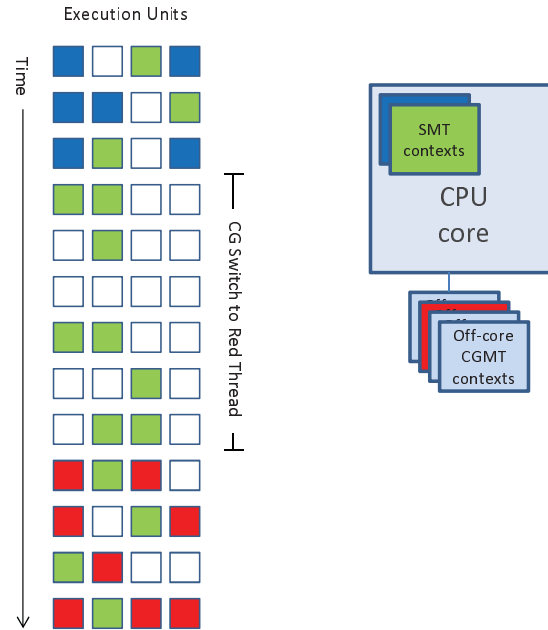 Execution Units
Time
CG Switch to Red Thread
SMT
contexts
CPU
core
Off-core
CGMT
contexts